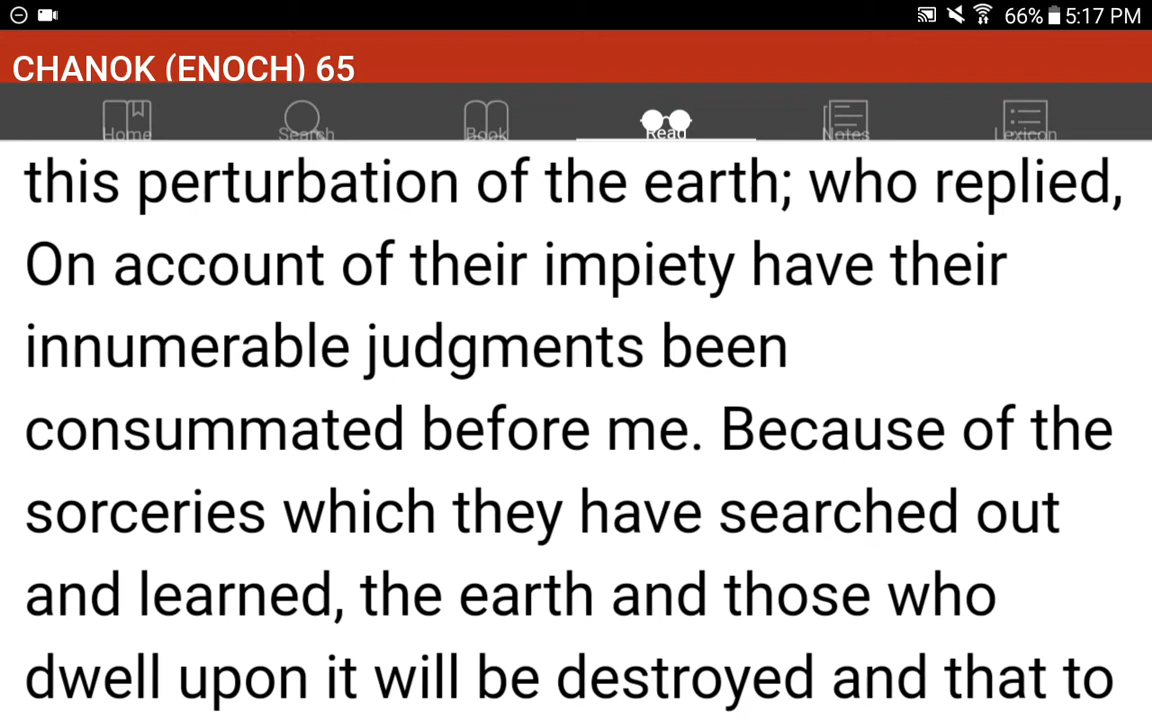 66% 5:17 PM
CHANOK (ENOCH) 65
Home Search Book Read Notes Lexicon
this perturbation of the earth; who replied,
On account of their impiety have their
innumerable judgments been
consummated before me. Because of the
sorceries which they have searched out
and learned, the earth and those who
dwell upon it will be destroyed and that to